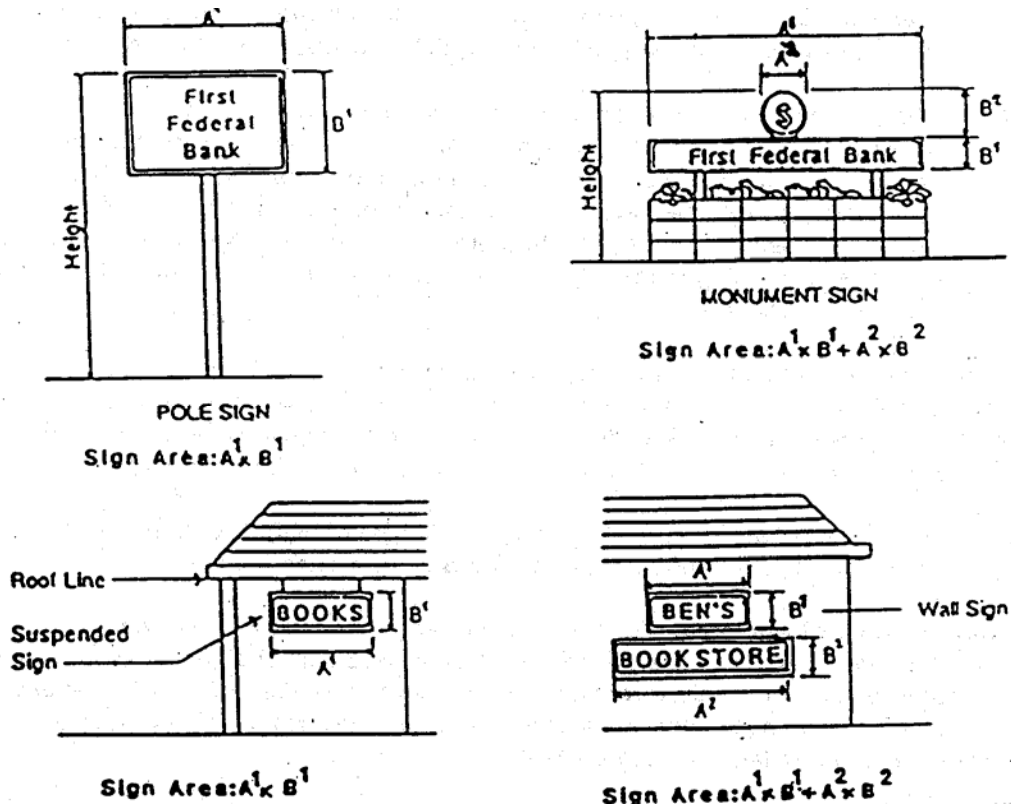 A¹
First
Federal
Bank
B¹
Height
POLE SIGN
Sign Area: A¹ x B¹
A¹
A²
S
B²
First Federal Bank
B¹
Height
MONUMENT SIGN
Sign Area: A¹ x B¹ + A² x B²
Roof Line
BOOKS
B¹
Suspended
Sign
A¹
Sign Area: A¹ x B¹
A¹
BEN'S
B¹
Wall Sign
BOOKSTORE
B²
A²
Sign Area: A¹ x B¹ + A² x B²